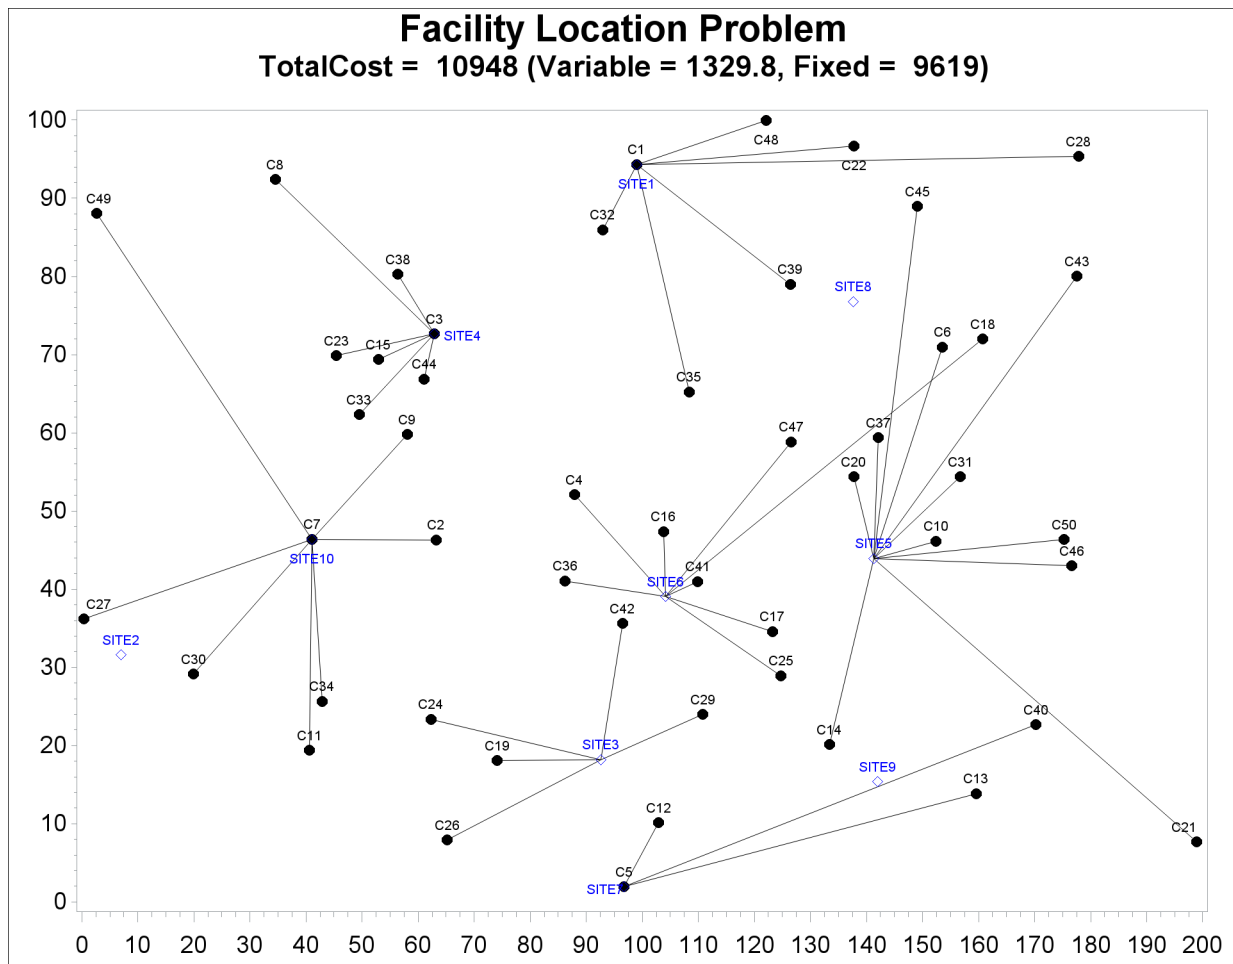 Facility Location Problem
TotalCost =  10948 (Variable = 1329.8, Fixed =  9619)
100
C1
C48
C22
C28
C8
SITE1
C45
90
C49
C32
C38
C39
C43
80
SITE8
C3
SITE4
C6
C18
C23
C15
70
C44
C35
C33
C9
C47
C37
60
C4
C20
C31
50
C7
C2
C16
SITE10
SITE5
C10
C50
C46
C36
SITE6
C41
40
C27
C42
C17
SITE2
30
C30
C34
C25
C24
C29
C40
C11
C19
SITE3
C14
20
SITE9
C13
10
C26
C12
C21
C5
SITE7
0
0 10 20 30 40 50 60 70 80 90 100 110 120 130 140 150 160 170 180 190 200